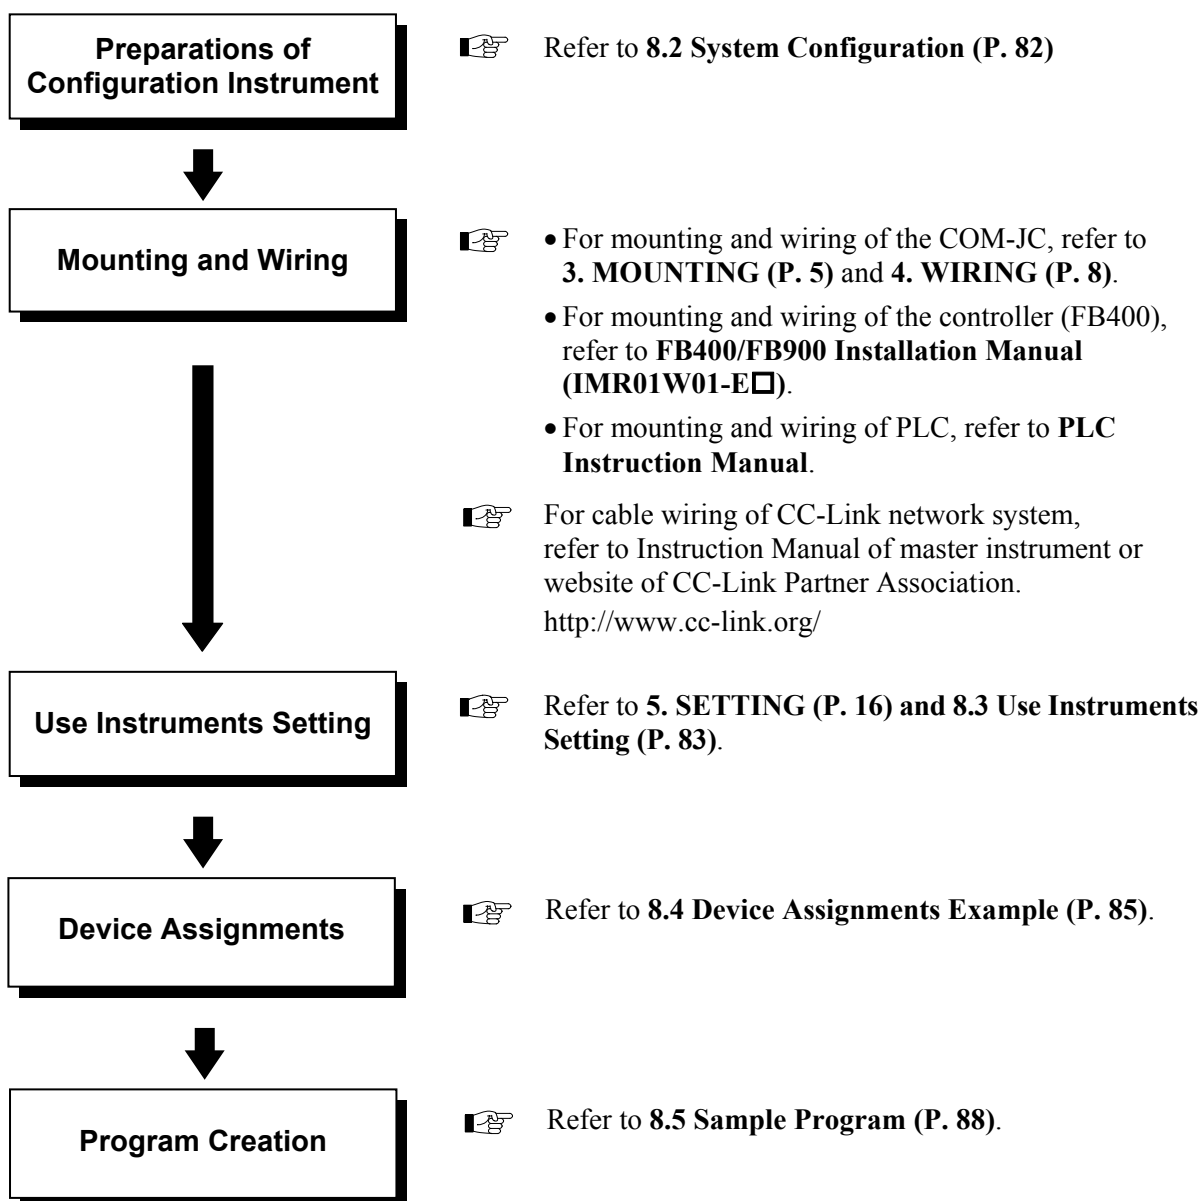 Preparations of
Configuration Instrument
Refer to 8.2 System Configuration (P. 82)
Mounting and Wiring
• For mounting and wiring of the COM-JC, refer to
3. MOUNTING (P. 5) and 4. WIRING (P. 8).
• For mounting and wiring of the controller (FB400),
refer to FB400/FB900 Installation Manual
(IMR01W01-E□).
• For mounting and wiring of PLC, refer to PLC
Instruction Manual.
For cable wiring of CC-Link network system,
refer to Instruction Manual of master instrument or
website of CC-Link Partner Association.
http://www.cc-link.org/
Use Instruments Setting
Refer to 5. SETTING (P. 16) and 8.3 Use Instruments
Setting (P. 83).
Device Assignments
Refer to 8.4 Device Assignments Example (P. 85).
Program Creation
Refer to 8.5 Sample Program (P. 88).